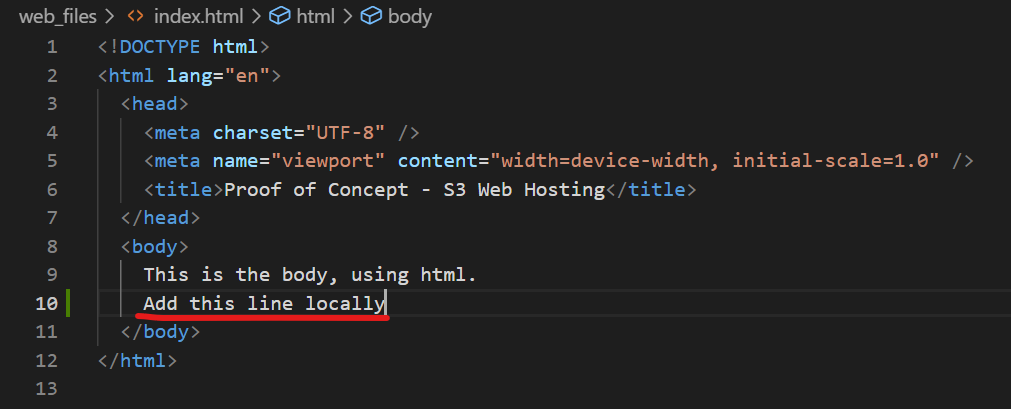 web_files > <> index.html > html > body
1 <!DOCTYPE html>
2 <html lang="en">
3 <head>
4 <meta charset="UTF-8" />
5 <meta name="viewport" content="width=device-width, initial-scale=1.0" />
6 <title>Proof of Concept - S3 Web Hosting</title>
7 </head>
8 <body>
9 This is the body, using html.
10 Add this line locally
11 </body>
12 </html>
13